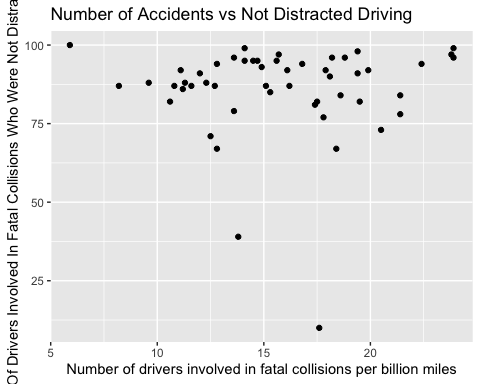 Number of Accidents vs Not Distracted Driving
Of Drivers Involved In Fatal Collisions Who Were Not
100
75
50
25
5
10
15
20
Number of drivers involved in fatal collisions per billion miles